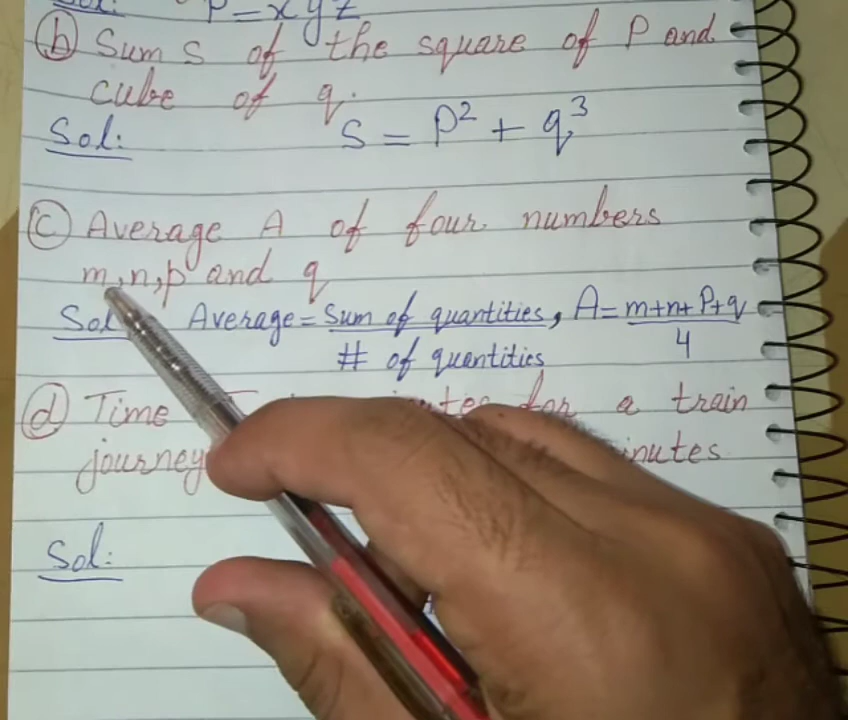 P=xyz
(b) Sum S of the square of P and
cube of q.
Sol: S = P² + q³
(c) Average A of four numbers
m,n,p and q
Sol Average = Sum of quantities, A = m+n+P+q
# of quantities 4
(d) Time for a train
journey minutes
Sol: